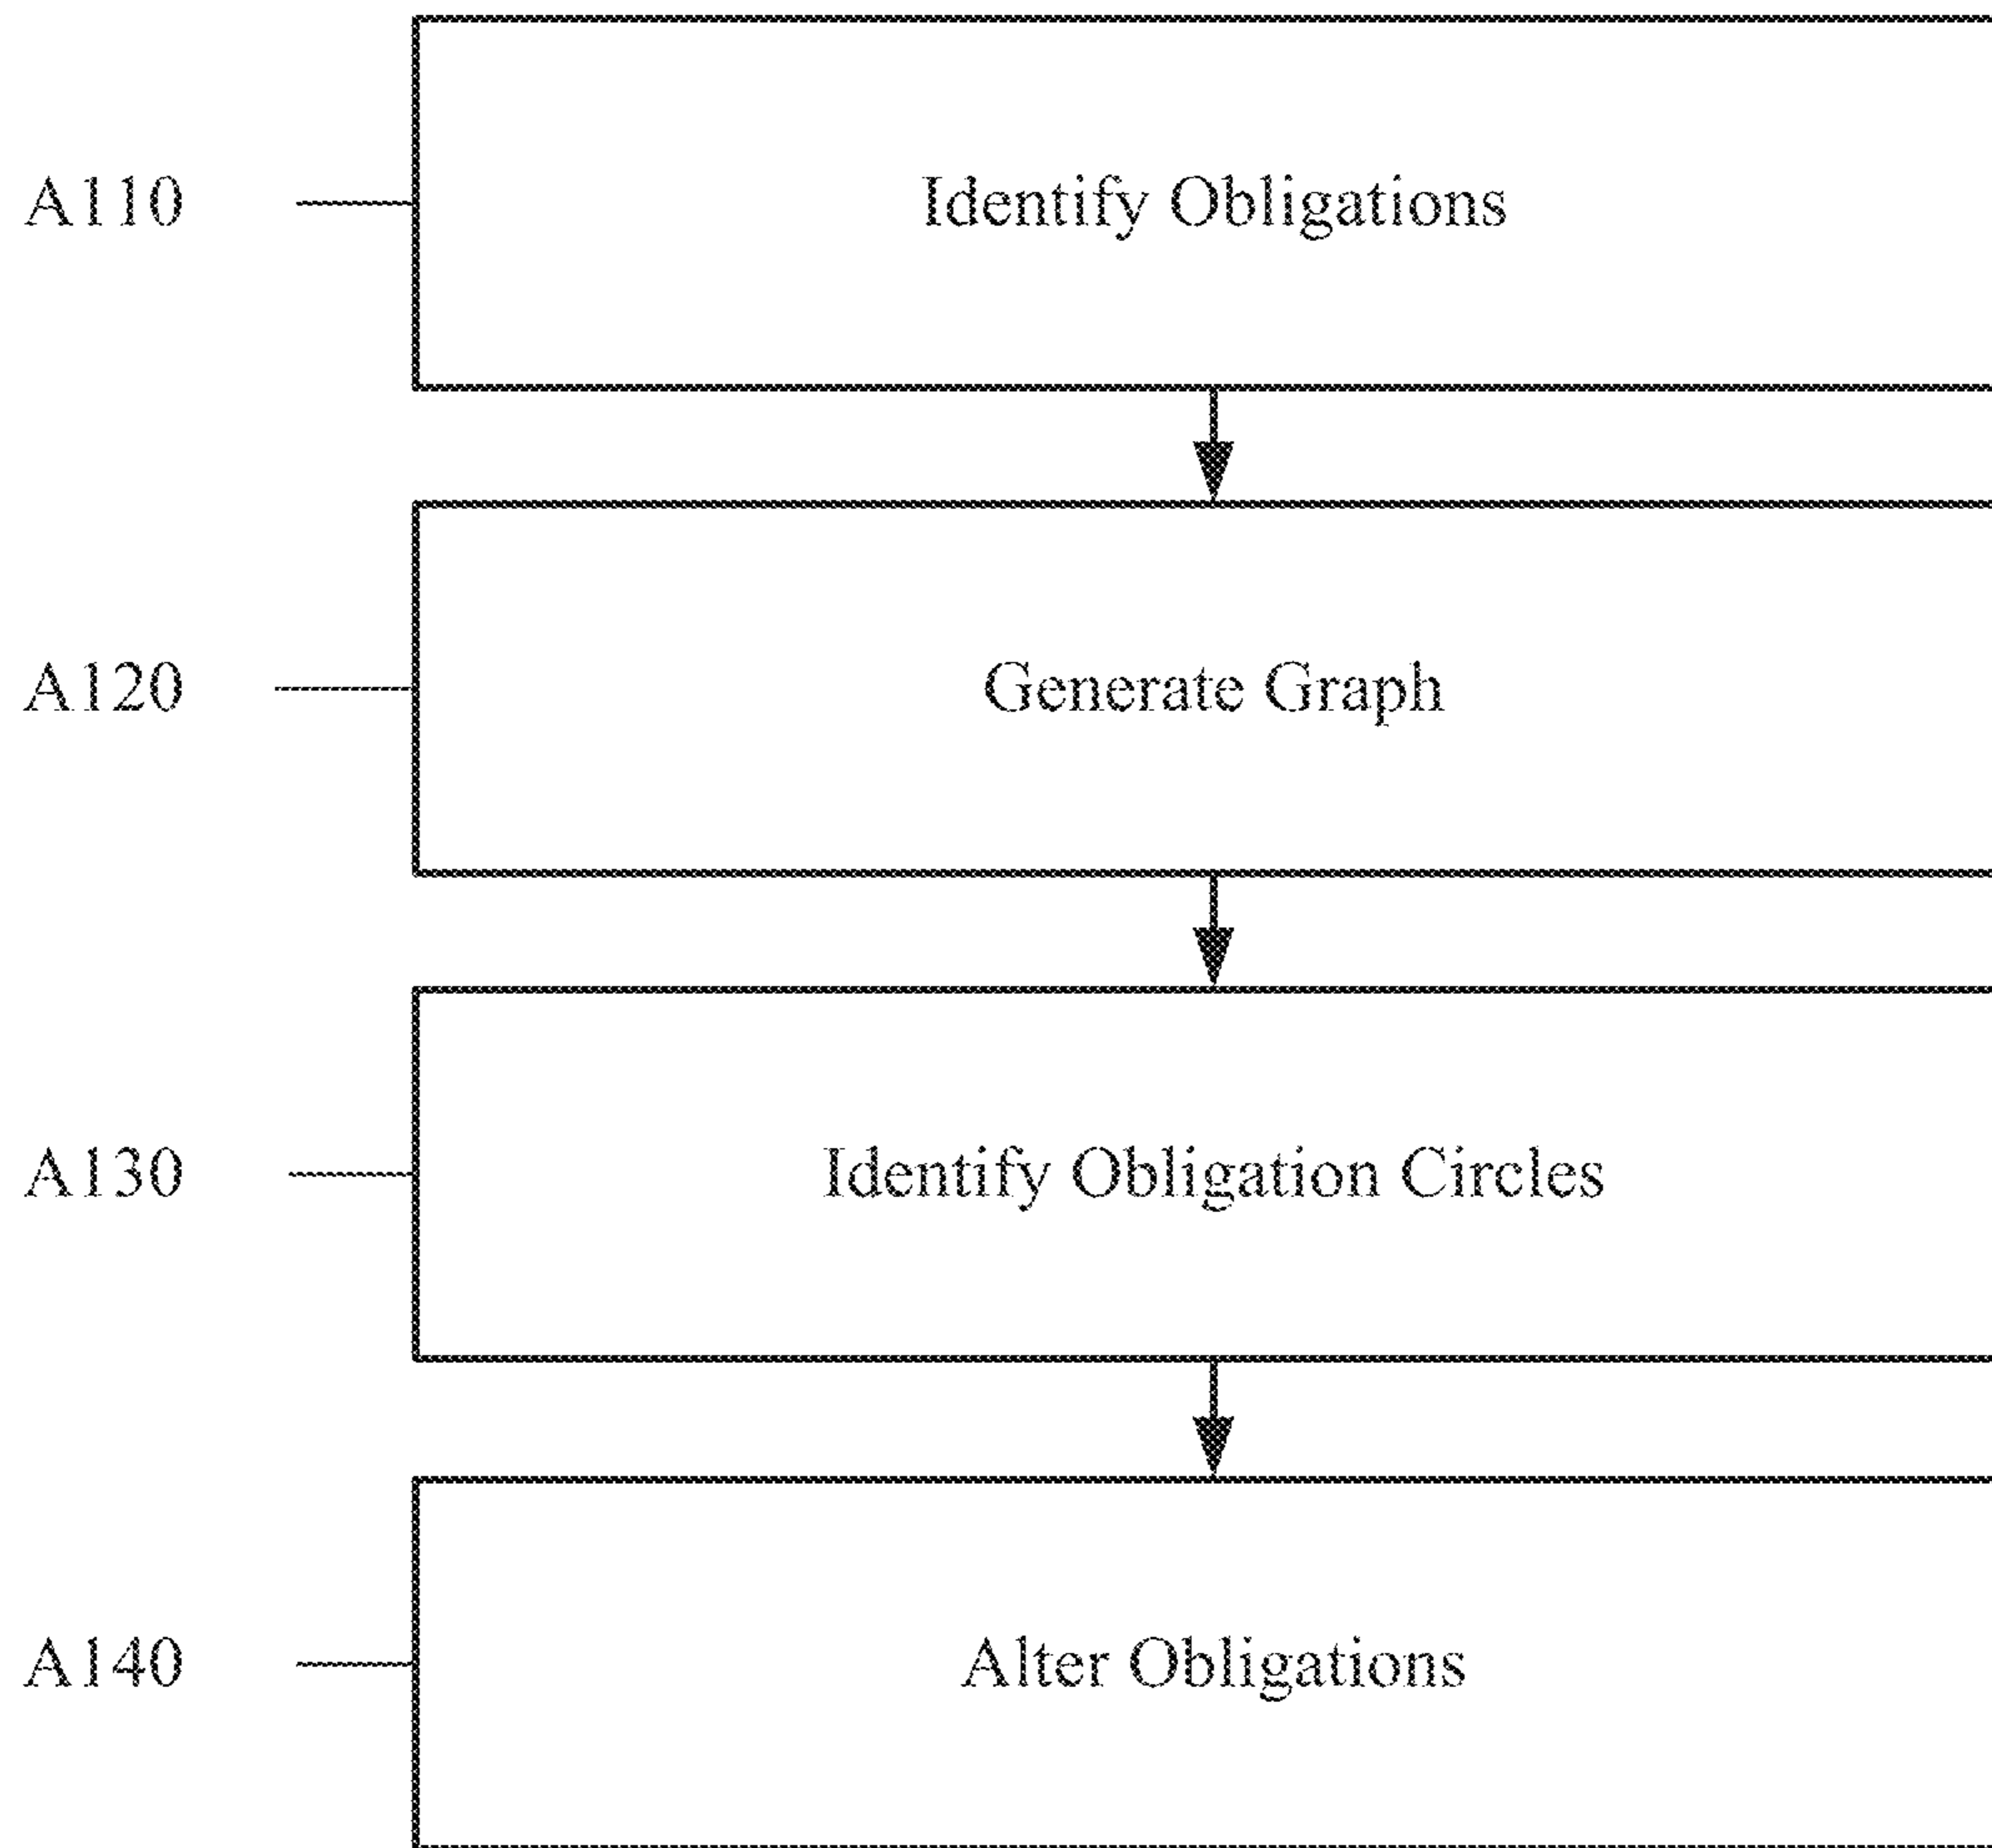 A110
Identify Obligations
A120
Generate Graph
A130
Identify Obligation Circles
A140
Alter Obligations